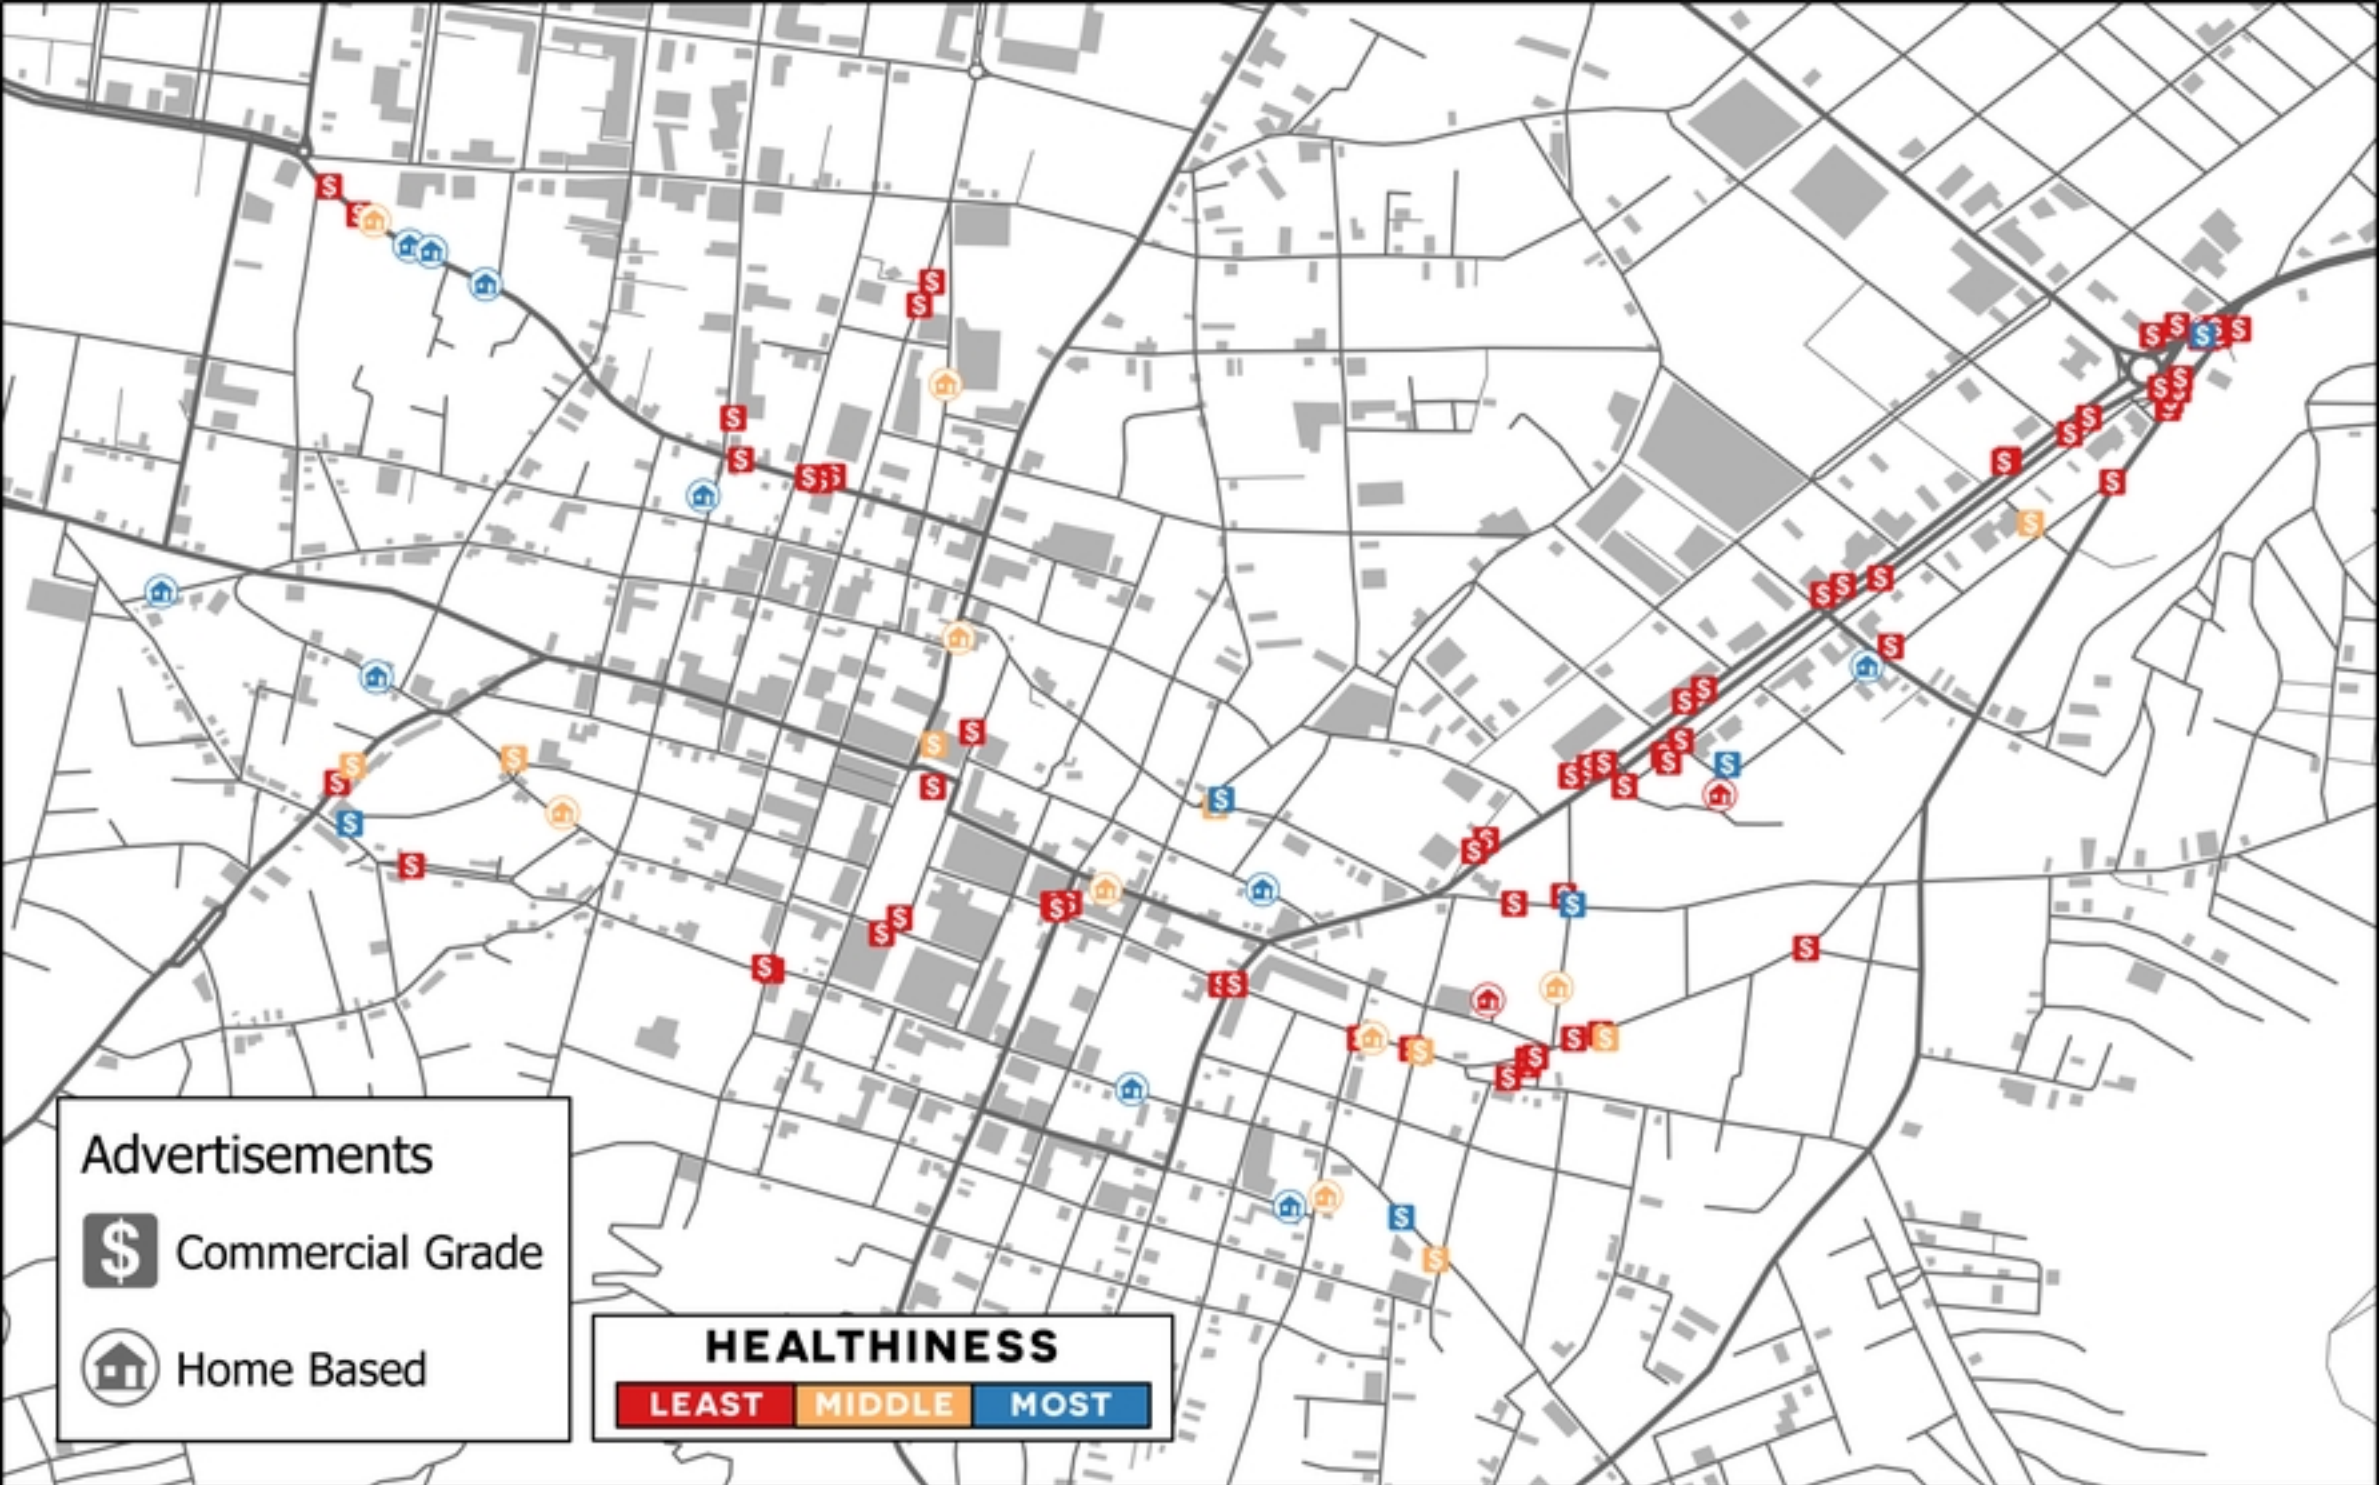 Advertisements
$ Commercial Grade
Home Based
HEALTHINESS
LEAST MIDDLE MOST